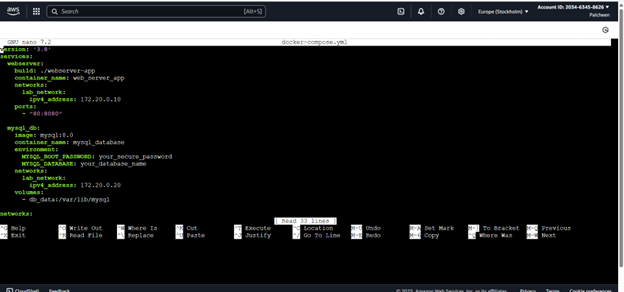 aws
Search
[Alt+S]
Europe (Stockholm) ▼
Account ID: 2034-6345-8626 ▼
Palcheen
GNU nano 7.2
docker-compose.yml
version: '3.8'
services:
webserver:
build: ./webserver-app
container_name: web_server_app
networks:
lab_network:
ipv4_address: 172.20.0.10
ports:
- "80:8080"
mysql_db:
image: mysql:8.0
container_name: mysql_database
environment:
MYSQL_ROOT_PASSWORD: your_secure_password
MYSQL_DATABASE: your_database_name
networks:
lab_network:
ipv4_address: 172.20.0.20
volumes:
- db_data:/var/lib/mysql
networks:
[ Read 33 lines ]
^G Help ^O Write Out ^W Where Is ^K Cut ^T Execute ^C Location M-U Undo M-A Set Mark M-] To Bracket M-Q Previous
^X Exit ^R Read File ^\ Replace ^U Paste ^J Justify ^/ Go To Line M-E Redo M-6 Copy ^Q Where Was M-W Next
CloudShell Feedback © 2025, Amazon Web Services, Inc. or its affiliates. Privacy Terms Cookie preferences